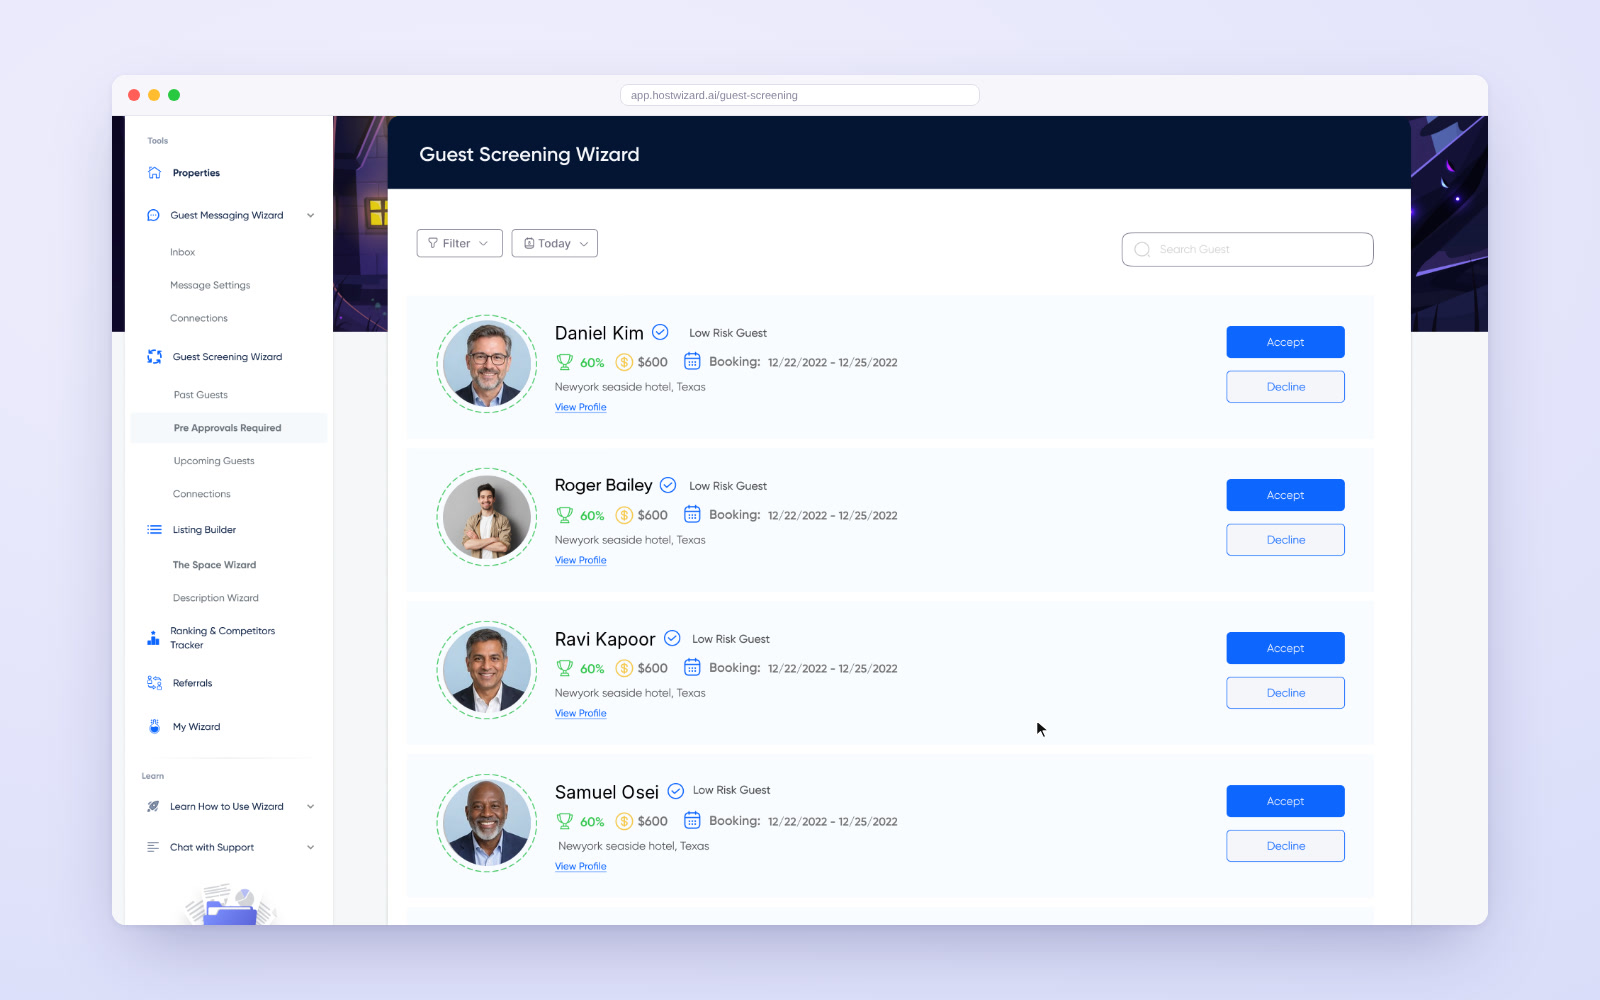 app.hostwizard.ai/guest-screening
Tools
Properties
Guest Messaging Wizard
Inbox
Message Settings
Connections
Guest Screening Wizard
Past Guests
Pre Approvals Required
Upcoming Guests
Connections
Listing Builder
The Space Wizard
Description Wizard
Ranking & Competitors
Tracker
Referrals
My Wizard
Learn
Learn How to Use Wizard
Chat with Support
Guest Screening Wizard
Filter
Today
Search Guest
Daniel Kim
Low Risk Guest
60% $600 Booking: 12/22/2022 - 12/25/2022
Newyork seaside hotel, Texas
View Profile
Accept
Decline
Roger Bailey
Low Risk Guest
60% $600 Booking: 12/22/2022 - 12/25/2022
Newyork seaside hotel, Texas
View Profile
Accept
Decline
Ravi Kapoor
Low Risk Guest
60% $600 Booking: 12/22/2022 - 12/25/2022
Newyork seaside hotel, Texas
View Profile
Accept
Decline
Samuel Osei
Low Risk Guest
60% $600 Booking: 12/22/2022 - 12/25/2022
Newyork seaside hotel, Texas
View Profile
Accept
Decline